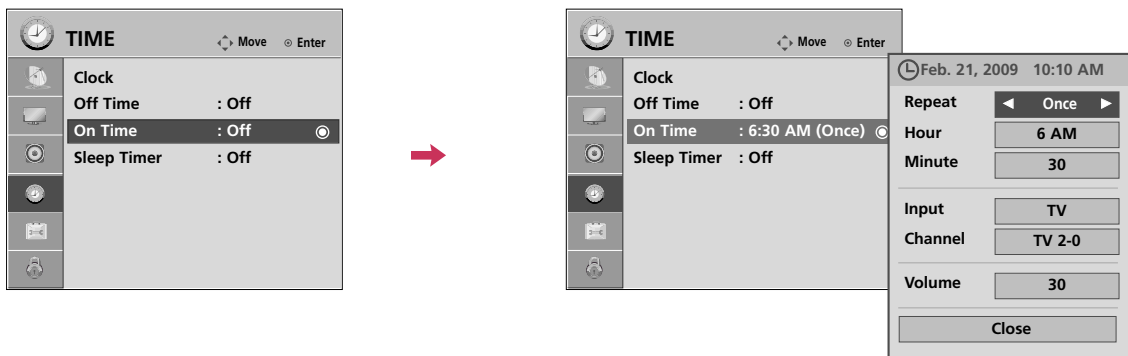 TIME Move Enter
Clock
Off Time : Off
On Time : Off
Sleep Timer : Off
TIME Move Enter
Clock
Off Time : Off
On Time : 6:30 AM (Once)
Sleep Timer : Off
Feb. 21, 2009 10:10 AM
Repeat ◀ Once ▶
Hour 6 AM
Minute 30
Input TV
Channel TV 2-0
Volume 30
Close